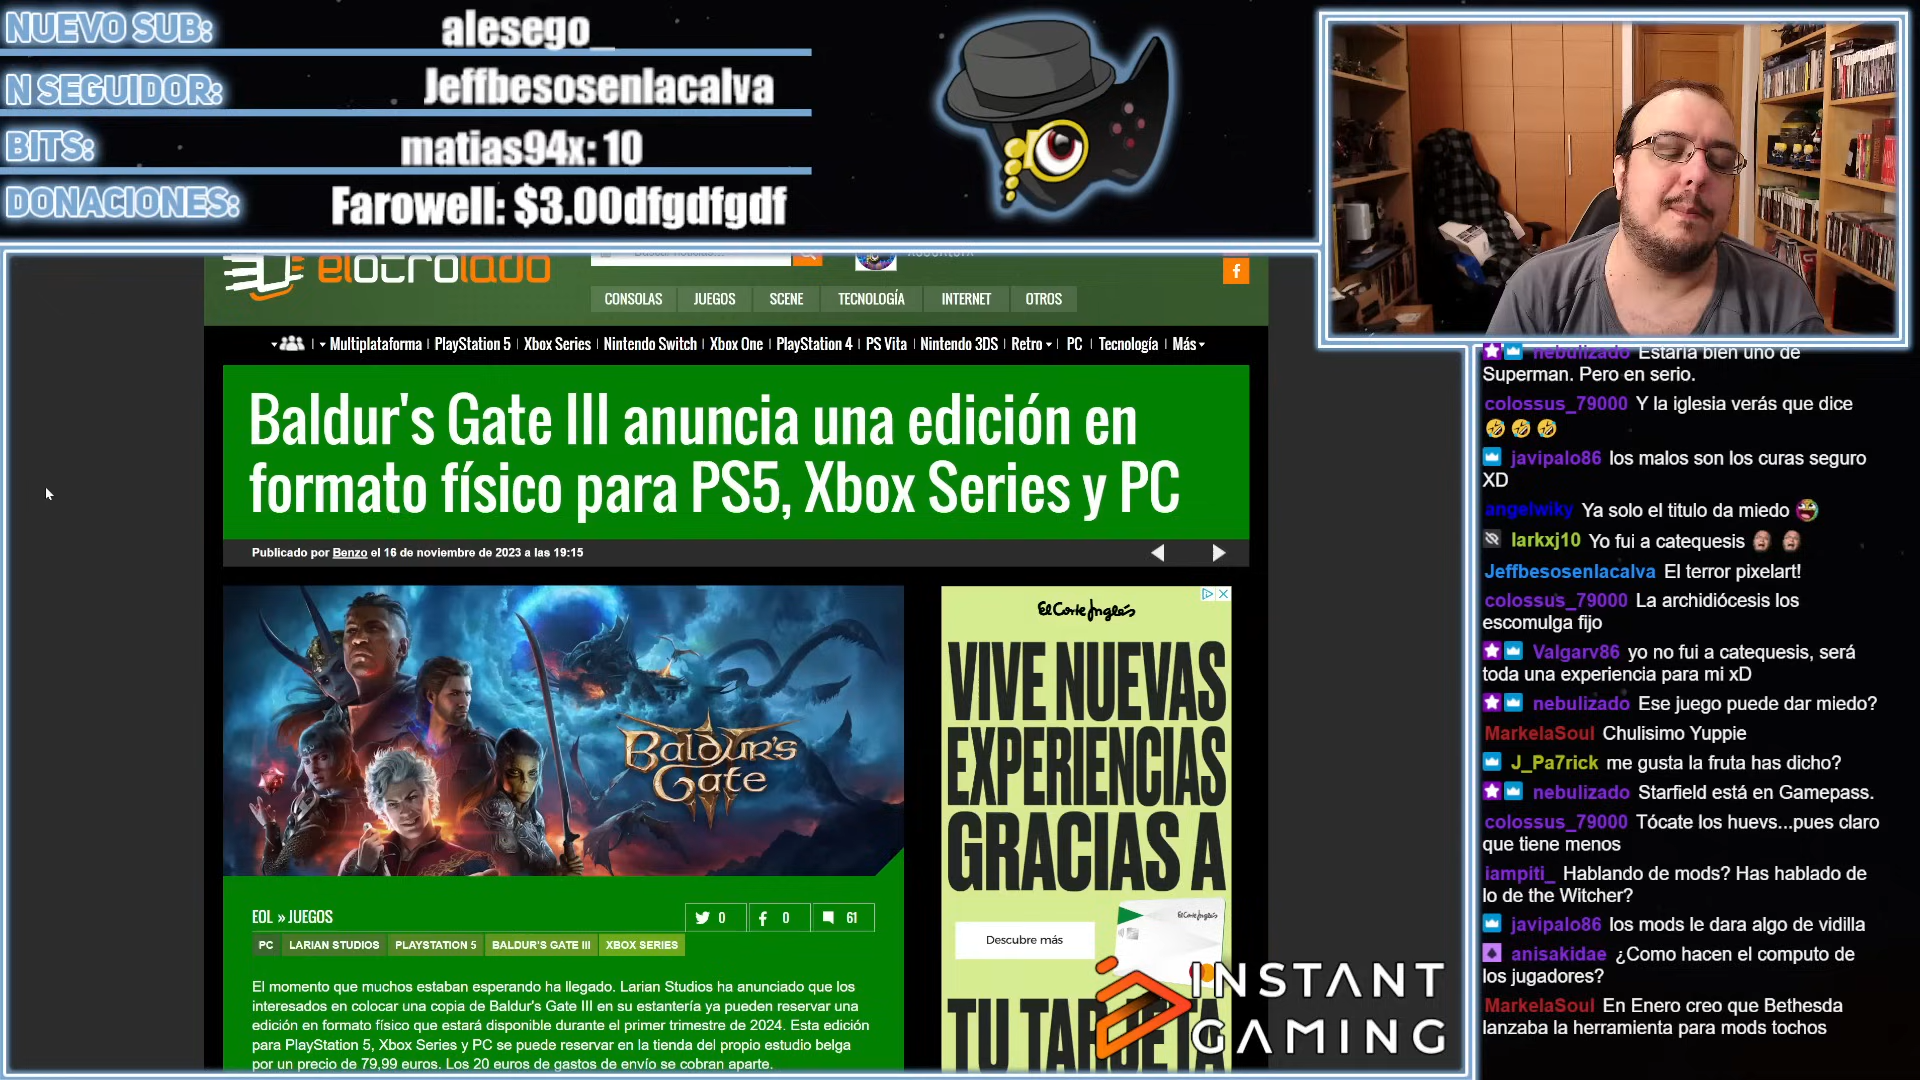 NUEVO SUB: alesego_
N SEGUIDOR: Jeffbesosenlacalva
BITS: matias94x: 10
DONACIONES: Farowell: $3.00dfgdfgdf
elotrolado
f
CONSOLAS JUEGOS SCENE TECNOLOGÍA INTERNET OTROS
Multiplataforma | PlayStation 5 | Xbox Series | Nintendo Switch | Xbox One | PlayStation 4 | PS Vita | Nintendo 3DS | Retro | PC | Tecnología | Más
Baldur's Gate III anuncia una edición en
formato físico para PS5, Xbox Series y PC
Publicado por Benzo el 16 de noviembre de 2023 a las 19:15
BALDUR'S
GATE
III
EOL » JUEGOS
0 0 61
PC LARIAN STUDIOS PLAYSTATION 5 BALDUR'S GATE III XBOX SERIES
El momento que muchos estaban esperando ha llegado. Larian Studios ha anunciado que los
interesados en colocar una copia de Baldur's Gate III en su estantería ya pueden reservar una
edición en formato físico que estará disponible durante el primer trimestre de 2024. Esta edición
para PlayStation 5, Xbox Series y PC se puede reservar en la tienda del propio estudio belga
por un precio de 79,99 euros. Los 20 euros de gastos de envío se cobran aparte.
El Corte Inglés
VIVE NUEVAS
EXPERIENCIAS
GRACIAS A
El Corte Inglés
Descubre más
TU TARJETA
INSTANT
GAMING
nebulizado Estaría bien uno de
Superman. Pero en serio.
colossus_79000 Y la iglesia verás que dice
javipalo86 los malos son los curas seguro
XD
angelwiky Ya solo el titulo da miedo
larkxj10 Yo fui a catequesis
Jeffbesosenlacalva El terror pixelart!
colossus_79000 La archidiócesis los
escomulga fijo
Valgarv86 yo no fui a catequesis, será
toda una experiencia para mi xD
nebulizado Ese juego puede dar miedo?
MarkelaSoul Chulisimo Yuppie
J_Pa7rick me gusta la fruta has dicho?
nebulizado Starfield está en Gamepass.
colossus_79000 Tócate los huevs...pues claro
que tiene menos
iampiti_ Hablando de mods? Has hablado de
lo de the Witcher?
javipalo86 los mods le dara algo de vidilla
anisakidae ¿Como hacen el computo de
los jugadores?
MarkelaSoul En Enero creo que Bethesda
lanzaba la herramienta para mods tochos